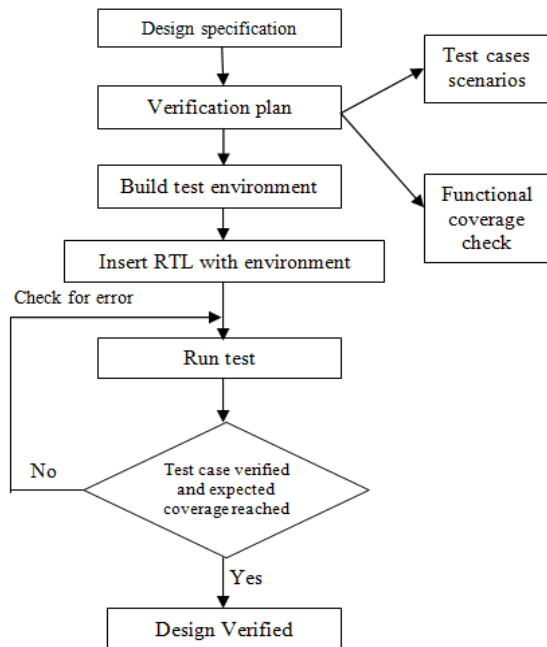 Design specification
Test cases
scenarios
Verification plan
Build test environment
Functional
coverage
check
Insert RTL with environment
Check for error
Run test
Test case verified
and expected
coverage reached
No
Yes
Design Verified